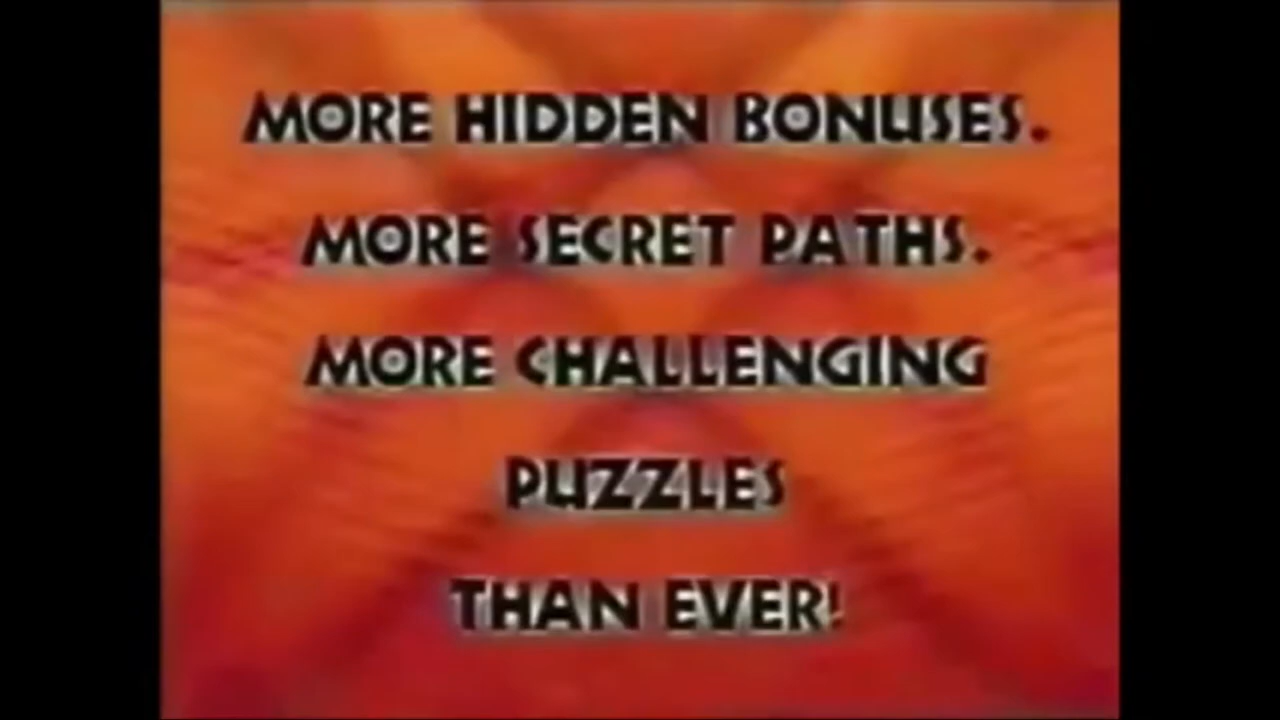 MORE HIDDEN BONUSES.
MORE SECRET PATHS.
MORE CHALLENGING
PUZZLES
THAN EVER!